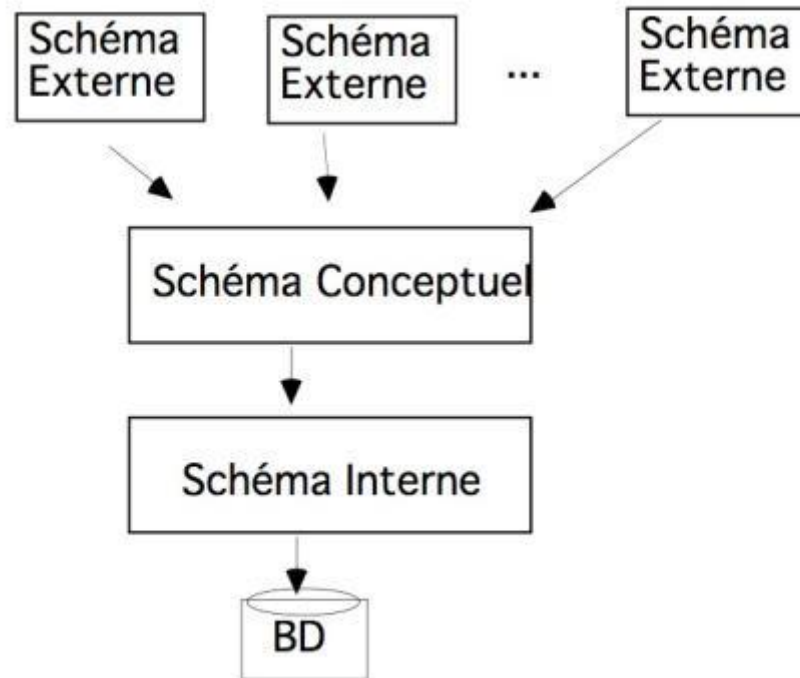 Schéma
Externe
Schéma
Externe
...
Schéma
Externe
Schéma Conceptuel
Schéma Interne
BD